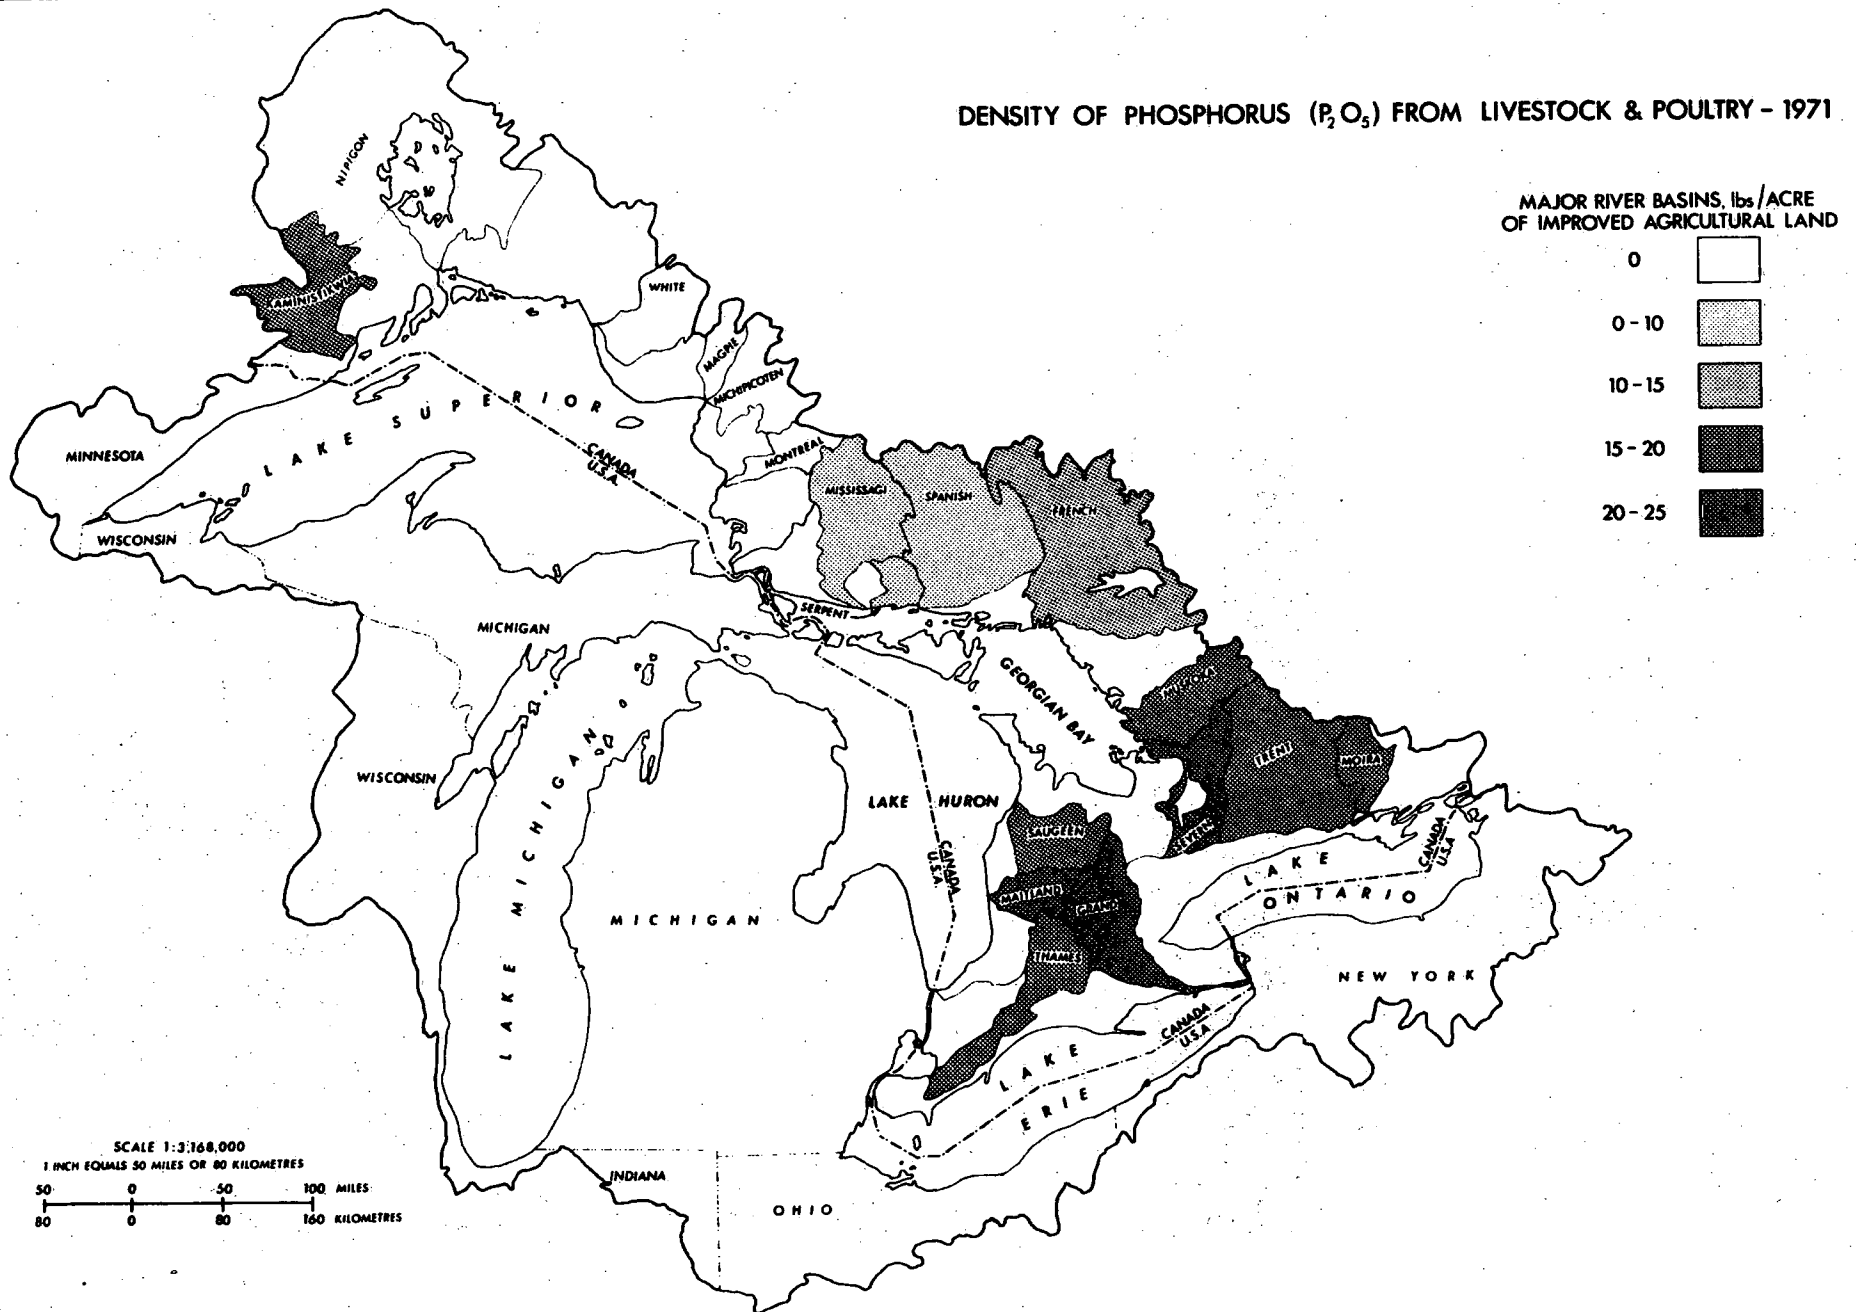 DENSITY OF PHOSPHORUS (P₂O₅) FROM LIVESTOCK & POULTRY - 1971
MAJOR RIVER BASINS, lbs/ACRE
OF IMPROVED AGRICULTURAL LAND
0
0-10
10-15
15-20
20-25
NIPIGON
KAMINISTIKWIA
WHITE
MAGPIE
MICHIPICOTEN
MONTREAL
MISSISSAGI
SPANISH
FRENCH
LAKE SUPERIOR
CANADA
U.S.A.
MINNESOTA
WISCONSIN
MICHIGAN
SERPENT
GEORGIAN BAY
MUSKOKA
TRENT
MOIRA
SEVERN
WISCONSIN
LAKE MICHIGAN
LAKE HURON
CANADA
U.S.A.
SAUGEEN
MAITLAND
GRAND
THAMES
MICHIGAN
LAKE
ONTARIO
CANADA
U.S.A
NEW YORK
CANADA
U.S.A
LAKE
ERIE
INDIANA
OHIO
SCALE 1:3,168,000
1 INCH EQUALS 50 MILES OR 80 KILOMETRES
50 0 50 100 MILES
80 0 80 160 KILOMETRES